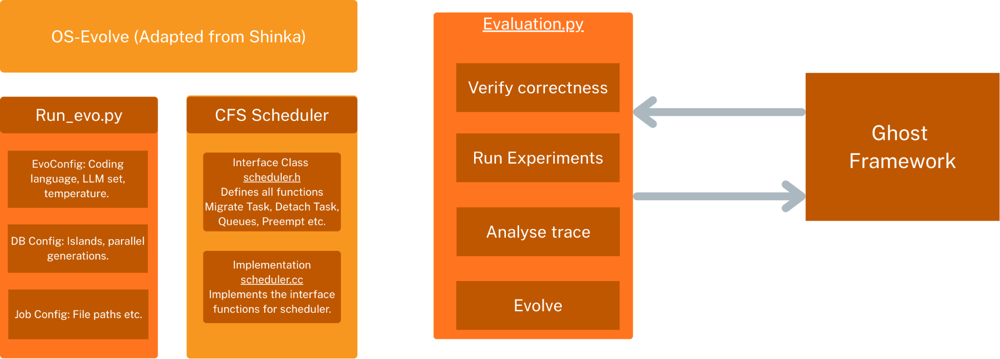 OS-Evolve (Adapted from Shinka)
Run_evo.py
EvoConfig: Coding
language, LLM set,
temperature.
DB Config: Islands, parallel
generations.
Job Config: File paths etc.
CFS Scheduler
Interface Class
scheduler.h
Defines all functions
Migrate Task, Detach Task,
Queues, Preempt etc.
Implementation
scheduler.cc
Implements the interface
functions for scheduler.
Evaluation.py
Verify correctness
Run Experiments
Analyse trace
Evolve
Ghost
Framework